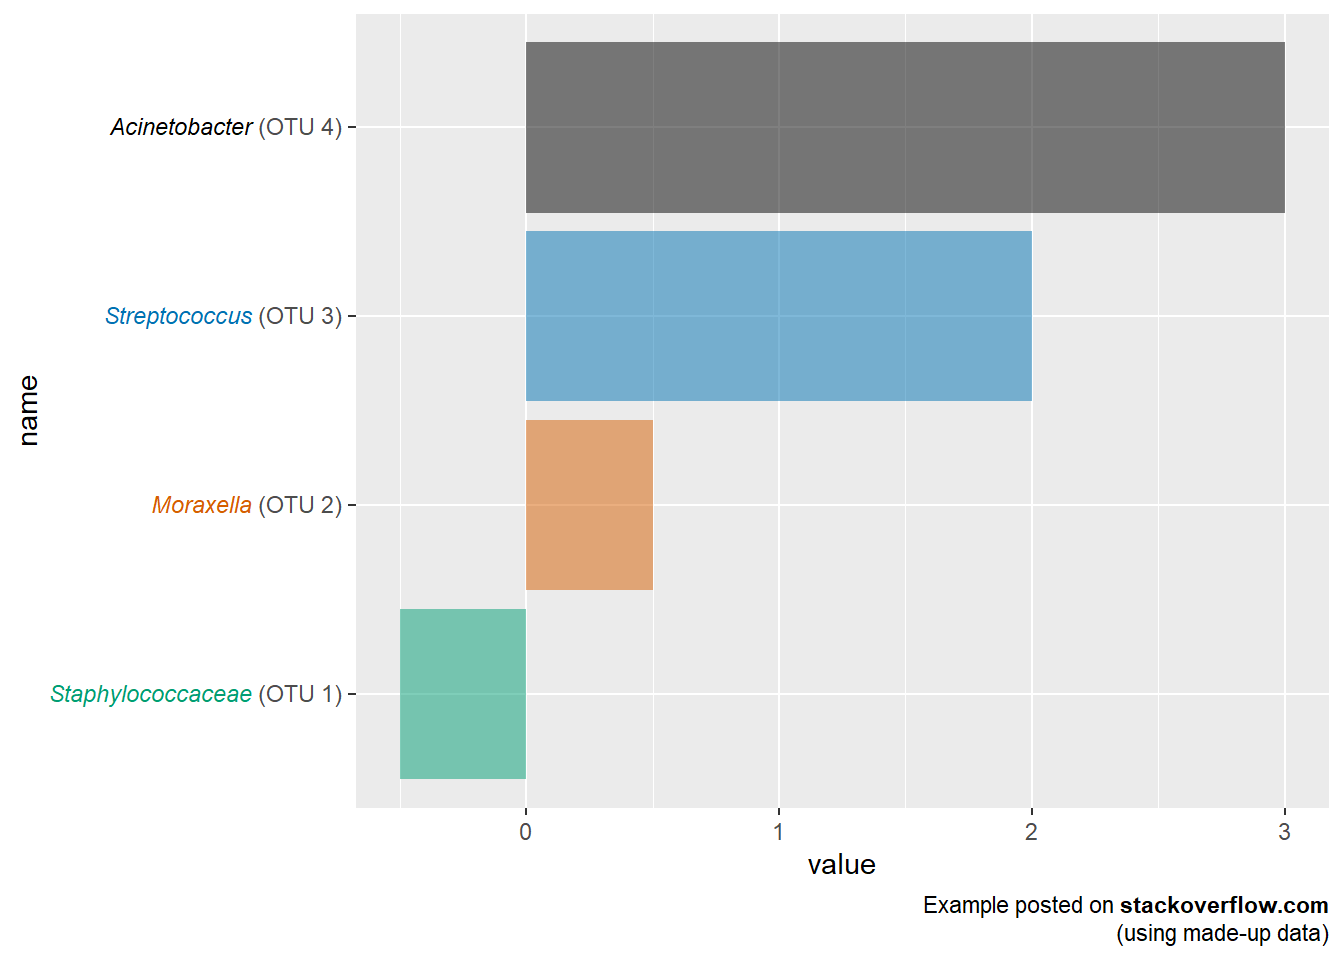 name
Acinetobacter (OTU 4)
Streptococcus (OTU 3)
Moraxella (OTU 2)
Staphylococcaceae (OTU 1)
0 1 2 3
value
Example posted on stackoverflow.com
(using made-up data)